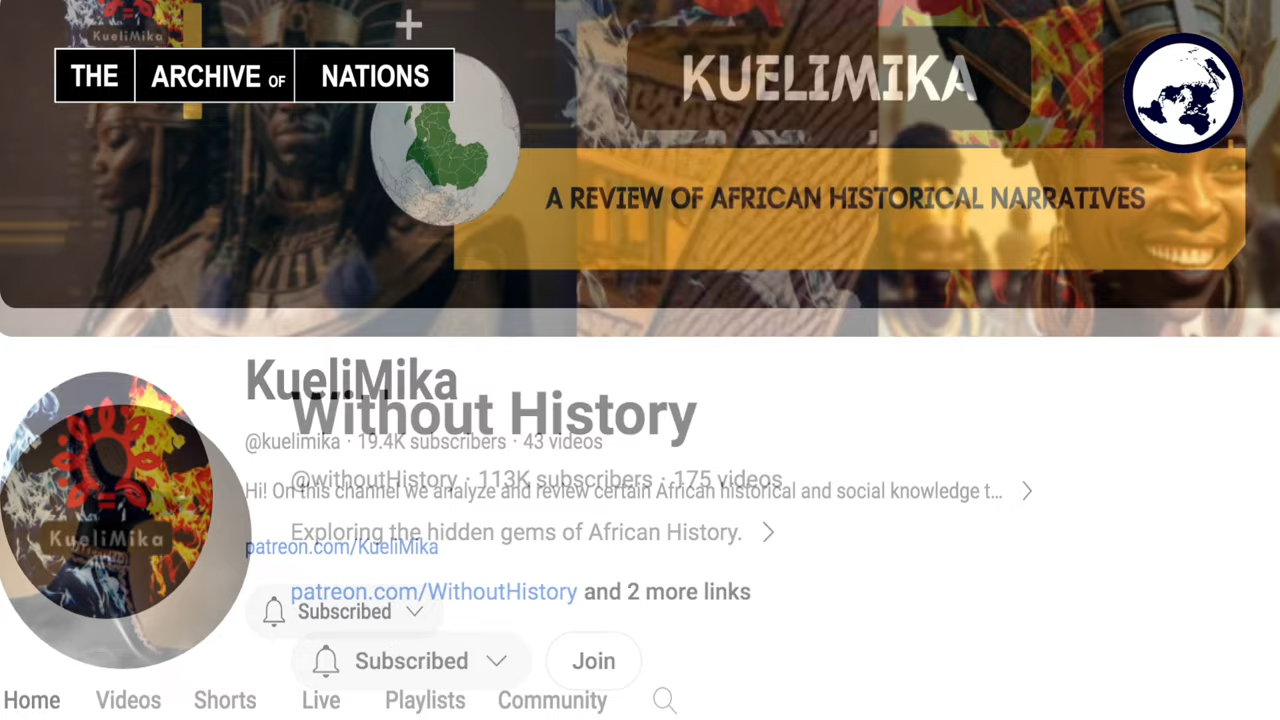 KueliMika
THE ARCHIVE OF NATIONS
KUELIMIKA
A REVIEW OF AFRICAN HISTORICAL NARRATIVES
KueliMika
Without History
@kuelimika · 19.4K subscribers · 43 videos
@withoutHistory · 113K subscribers · 175 videos
Hi! On this channel we analyze and review certain African historical and social knowledge t...
Exploring the hidden gems of African History.
KueliMika
patreon.com/KueliMika
patreon.com/WithoutHistory and 2 more links
Subscribed
Subscribed Join
Home Videos Shorts Live Playlists Community